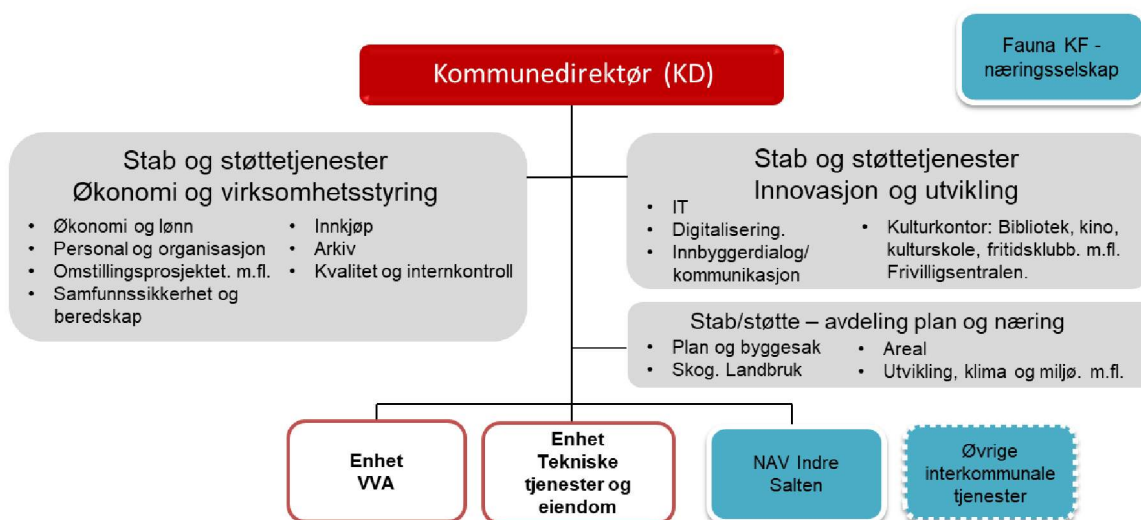 Kommunedirektør (KD)
Fauna KF -
næringsselskap
Stab og støttetjenester
Økonomi og virksomhetsstyring
• Økonomi og lønn
• Personal og organisasjon
• Omstillingsprosjektet. m.fl.
• Samfunnssikkerhet og
beredskap
• Innkjøp
• Arkiv
• Kvalitet og internkontroll
Stab og støttetjenester
Innovasjon og utvikling
• IT
• Digitalisering.
• Innbyggerdialog/
kommunikasjon
• Kulturkontor: Bibliotek, kino,
kulturskole, fritidsklubb. m.fl.
Frivilligsentralen.
Stab/støtte – avdeling plan og næring
• Plan og byggesak
• Skog. Landbruk
• Areal
• Utvikling, klima og miljø. m.fl.
Enhet
VVA
Enhet
Tekniske
tjenester og
eiendom
NAV Indre
Salten
Øvrige
interkommunale
tjenester